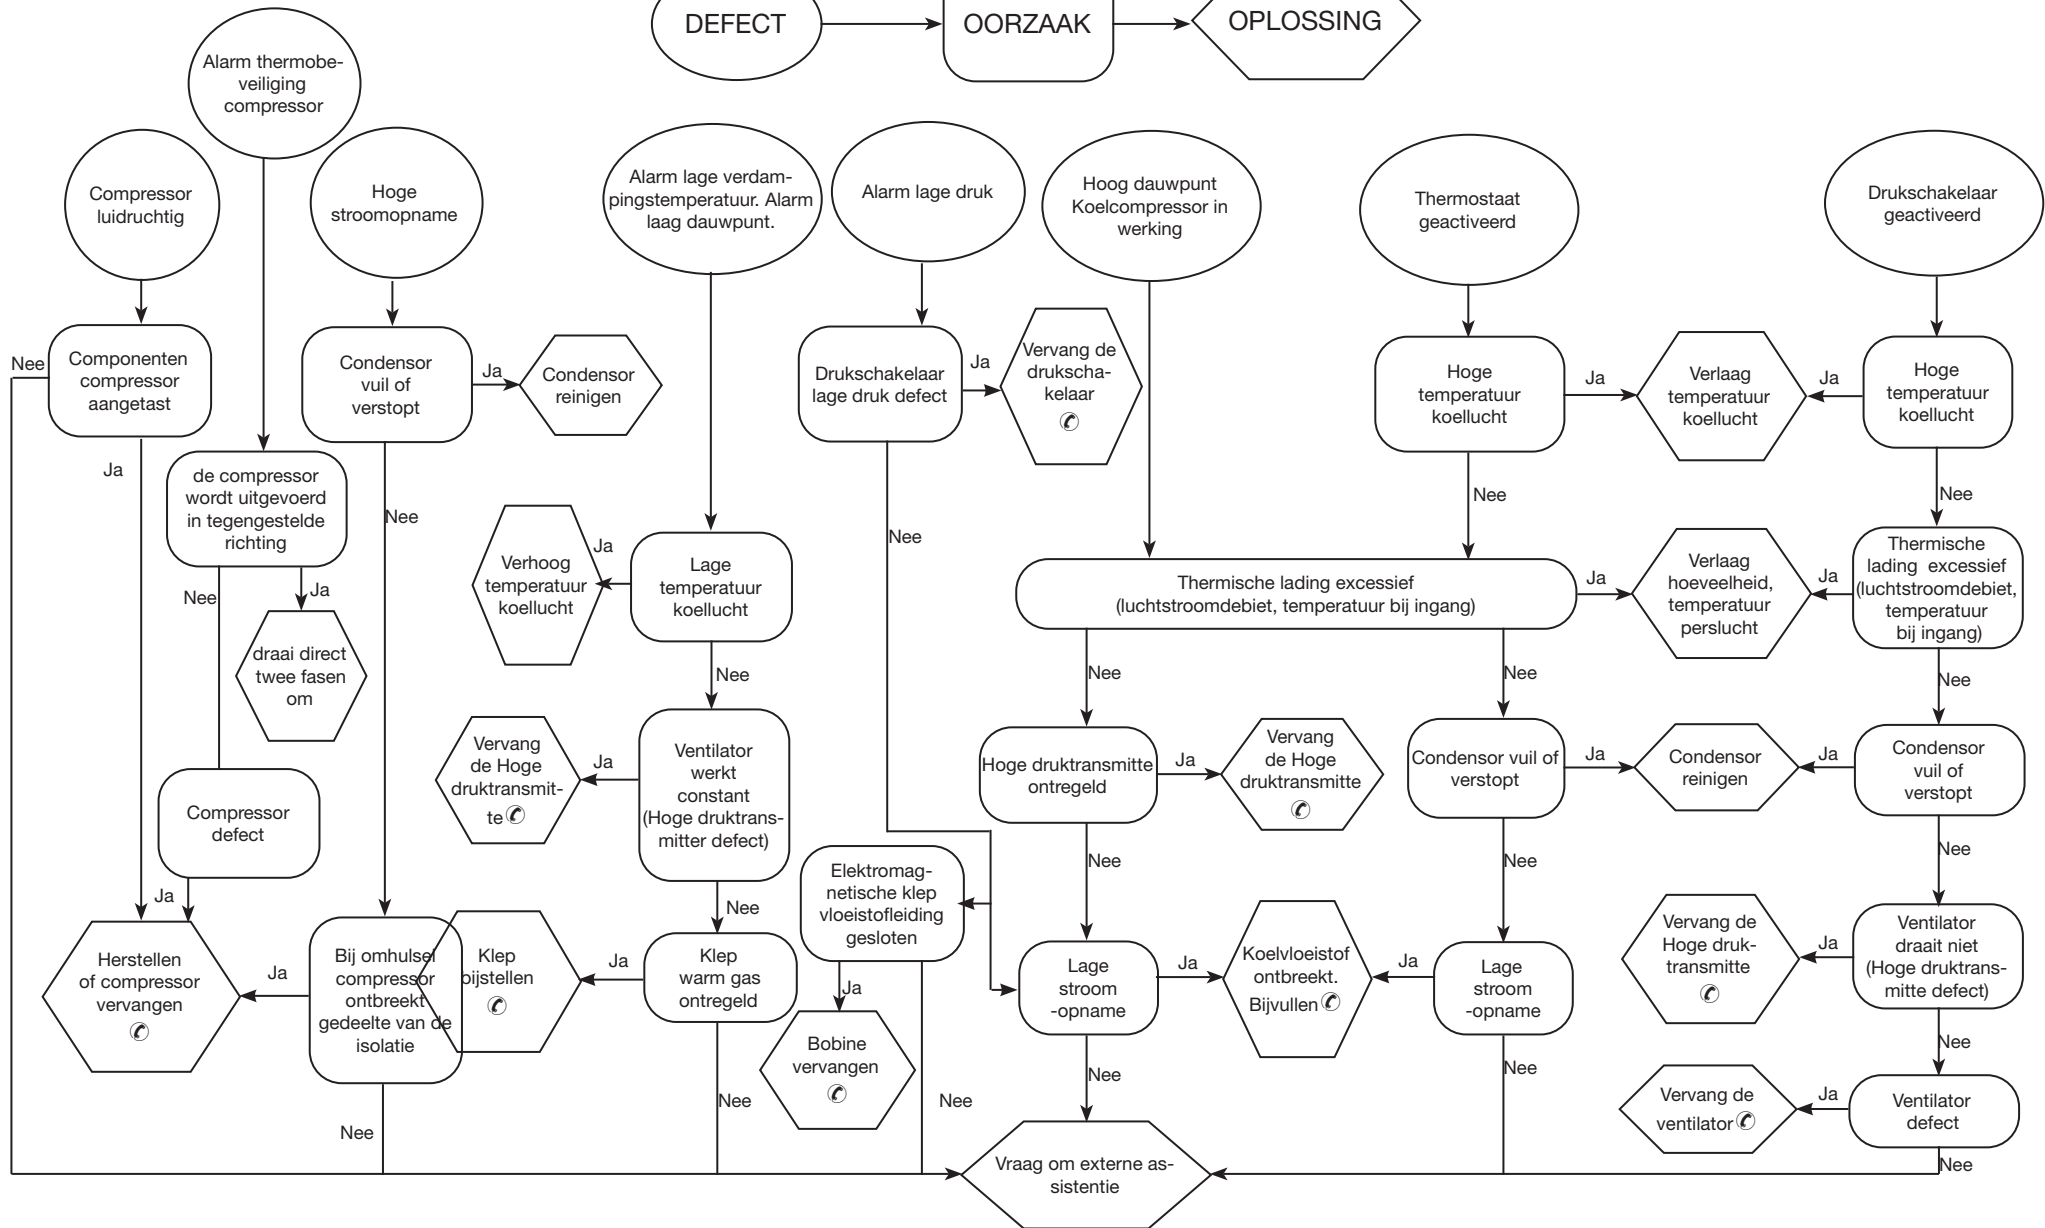 DEFECT
OORZAAK
OPLOSSING
Alarm thermobe-
veiliging
compressor
Compressor
luidruchtig
Hoge
stroomopname
Alarm lage verdam-
pingstemperatuur. Alarm
laag dauwpunt.
Alarm lage druk
Hoog dauwpunt
Koelcompressor in
werking
Thermostaat
geactiveerd
Drukschakelaar
geactiveerd
Nee
Componenten
compressor
aangetast
Ja
Condensor
vuil of
verstopt
Ja
Condensor
reinigen
Nee
Drukschakelaar
lage druk defect
Ja
Vervang de
drukscha-
kelaar
Nee
Hoge
temperatuur
koellucht
Ja
Verlaag
temperatuur
koellucht
Ja
Hoge
temperatuur
koellucht
Nee
Nee
de compressor
wordt uitgevoerd
in tegengestelde
richting
Nee
Ja
draai direct
twee fasen
om
Verhoog
temperatuur
koellucht
Ja
Lage
temperatuur
koellucht
Nee
Thermische lading excessief
(luchtstroomdebiet, temperatuur bij ingang)
Ja
Verlaag
hoeveelheid,
temperatuur
perslucht
Ja
Thermische
lading excessief
(luchtstroomdebiet,
temperatuur
bij ingang)
Nee
Nee
Nee
Vervang
de Hoge
druktransmit-
te
Ja
Ventilator
werkt
constant
(Hoge druktrans-
mitter defect)
Nee
Hoge druktransmitte
ontregeld
Ja
Vervang
de Hoge
druktransmitte
Condensor vuil of
verstopt
Ja
Condensor
reinigen
Ja
Condensor
vuil of
verstopt
Nee
Nee
Nee
Compressor
defect
Ja
Herstellen
of compressor
vervangen
Ja
Bij omhulsel
compressor
ontbreekt
gedeelte van de
isolatie
Nee
Klep
bijstellen
Ja
Klep
warm gas
ontregeld
Nee
Elektromag-
netische klep
vloeistofleiding
gesloten
Ja
Nee
Bobine
vervangen
Lage
stroom
-opname
Ja
Koelvloeistof
ontbreekt.
Bijvullen
Ja
Lage
stroom
-opname
Nee
Nee
Vervang de
Hoge druk-
transmitte
Ja
Ventilator
draait niet
(Hoge druktrans-
mitte defect)
Nee
Vervang de
ventilator
Ja
Ventilator
defect
Nee
Vraag om externe as-
sistentie